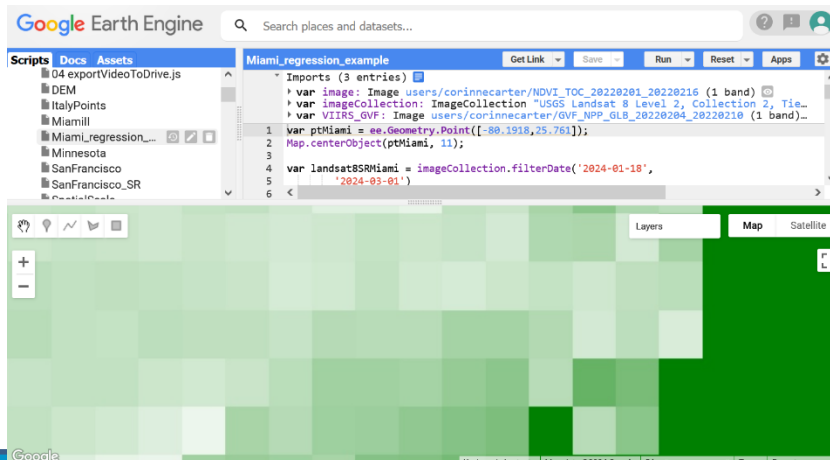 Google Earth Engine
Search places and datasets...
Scripts Docs Assets
04 exportVideoToDrive.js
DEM
ItalyPoints
Miamill
Miami_regression_...
Minnesota
SanFrancisco
SanFrancisco_SR
Miami_regression_example
Get Link Save Run Reset Apps
Imports (3 entries)
var image: Image users/corinnecarter/NDVI_TOC_20220201_20220216 (1 band)
var imageCollection: ImageCollection "USGS Landsat 8 Level 2, Collection 2, Tie…
var VIIRS_GVF: Image users/corinnecarter/GVF_NPP_GLB_20220204_20220210 (1 band)…
1 var ptMiami = ee.Geometry.Point([-80.1918,25.761]);
2 Map.centerObject(ptMiami, 11);
3
4 var landsat8SRMiami = imageCollection.filterDate('2024-01-18',
5 '2024-03-01')
6
Layers
Map Satellite
Google